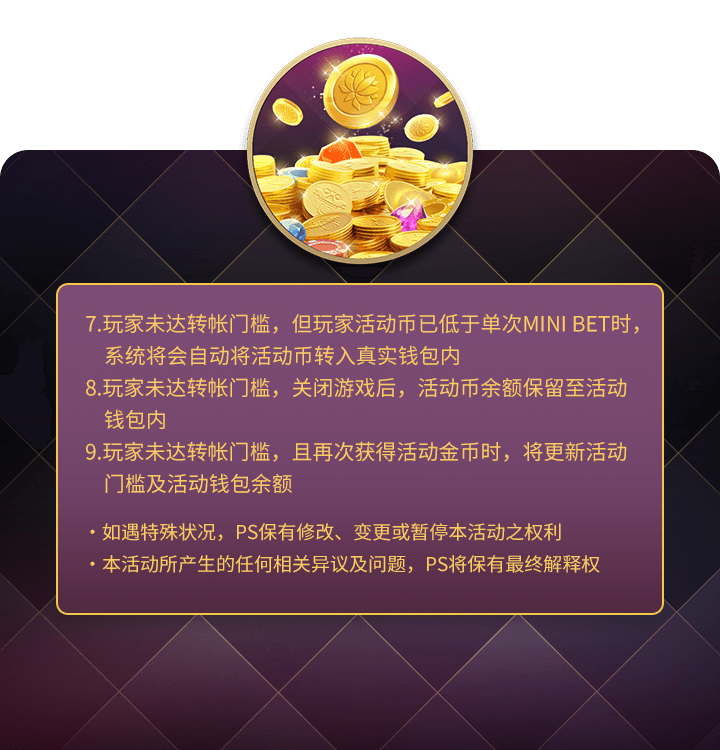 7.玩家未达转帐门槛，但玩家活动币已低于单次MINI BET时，
系统将会自动将活动币转入真实钱包内
8.玩家未达转帐门槛，关闭游戏后，活动币余额保留至活动
钱包内
9.玩家未达转帐门槛，且再次获得活动金币时，将更新活动
门槛及活动钱包余额
・如遇特殊状况，PS保有修改、变更或暂停本活动之权利
・本活动所产生的任何相关异议及问题，PS将保有最终解释权